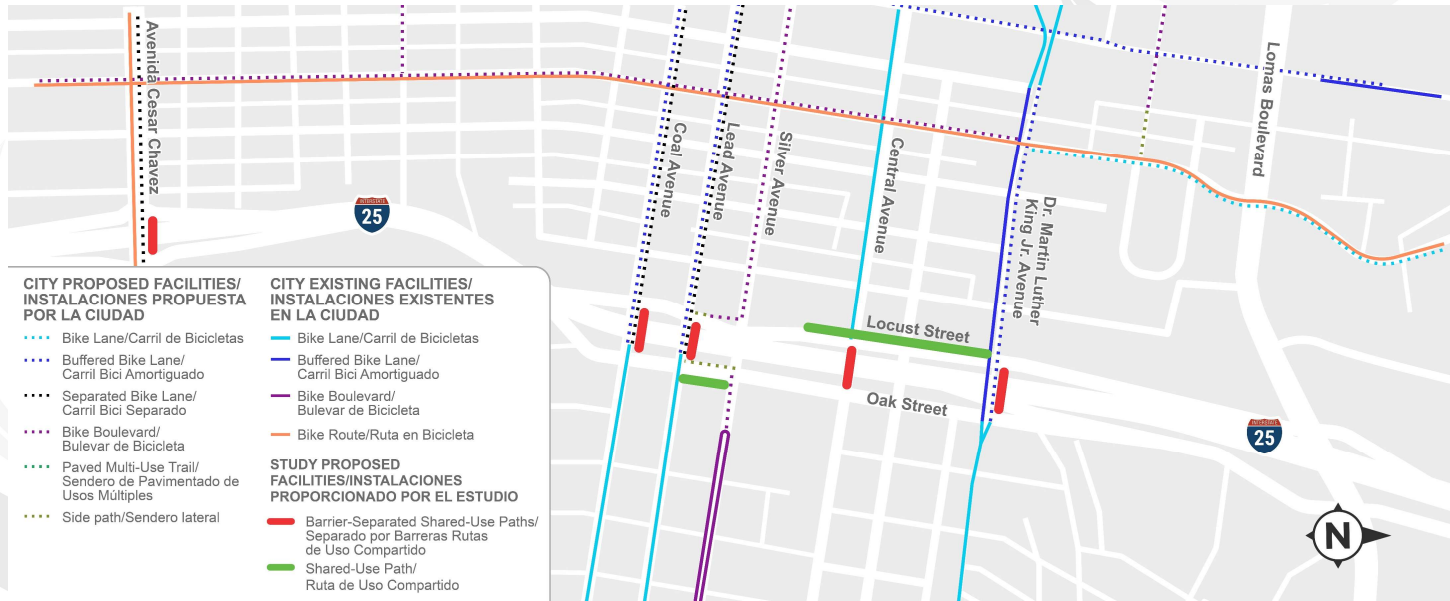 Avenida Cesar Chavez
Coal Avenue
Lead Avenue
Silver Avenue
Central Avenue
Dr. Martin Luther
King Jr. Avenue
Lomas Boulevard
INTERSTATE
25
Locust Street
Oak Street
INTERSTATE
25
N
CITY PROPOSED FACILITIES/
INSTALACIONES PROPUESTA
POR LA CIUDAD
Bike Lane/Carril de Bicicletas
Buffered Bike Lane/
Carril Bici Amortiguado
Separated Bike Lane/
Carril Bici Separado
Bike Boulevard/
Bulevar de Bicicleta
Paved Multi-Use Trail/
Sendero de Pavimentado de
Usos Múltiples
Side path/Sendero lateral
CITY EXISTING FACILITIES/
INSTALACIONES EXISTENTES
EN LA CIUDAD
Bike Lane/Carril de Bicicletas
Buffered Bike Lane/
Carril Bici Amortiguado
Bike Boulevard/
Bulevar de Bicicleta
Bike Route/Ruta en Bicicleta
STUDY PROPOSED
FACILITIES/INSTALACIONES
PROPORCIONADO POR EL ESTUDIO
Barrier-Separated Shared-Use Paths/
Separado por Barreras Rutas
de Uso Compartido
Shared-Use Path/
Ruta de Uso Compartido